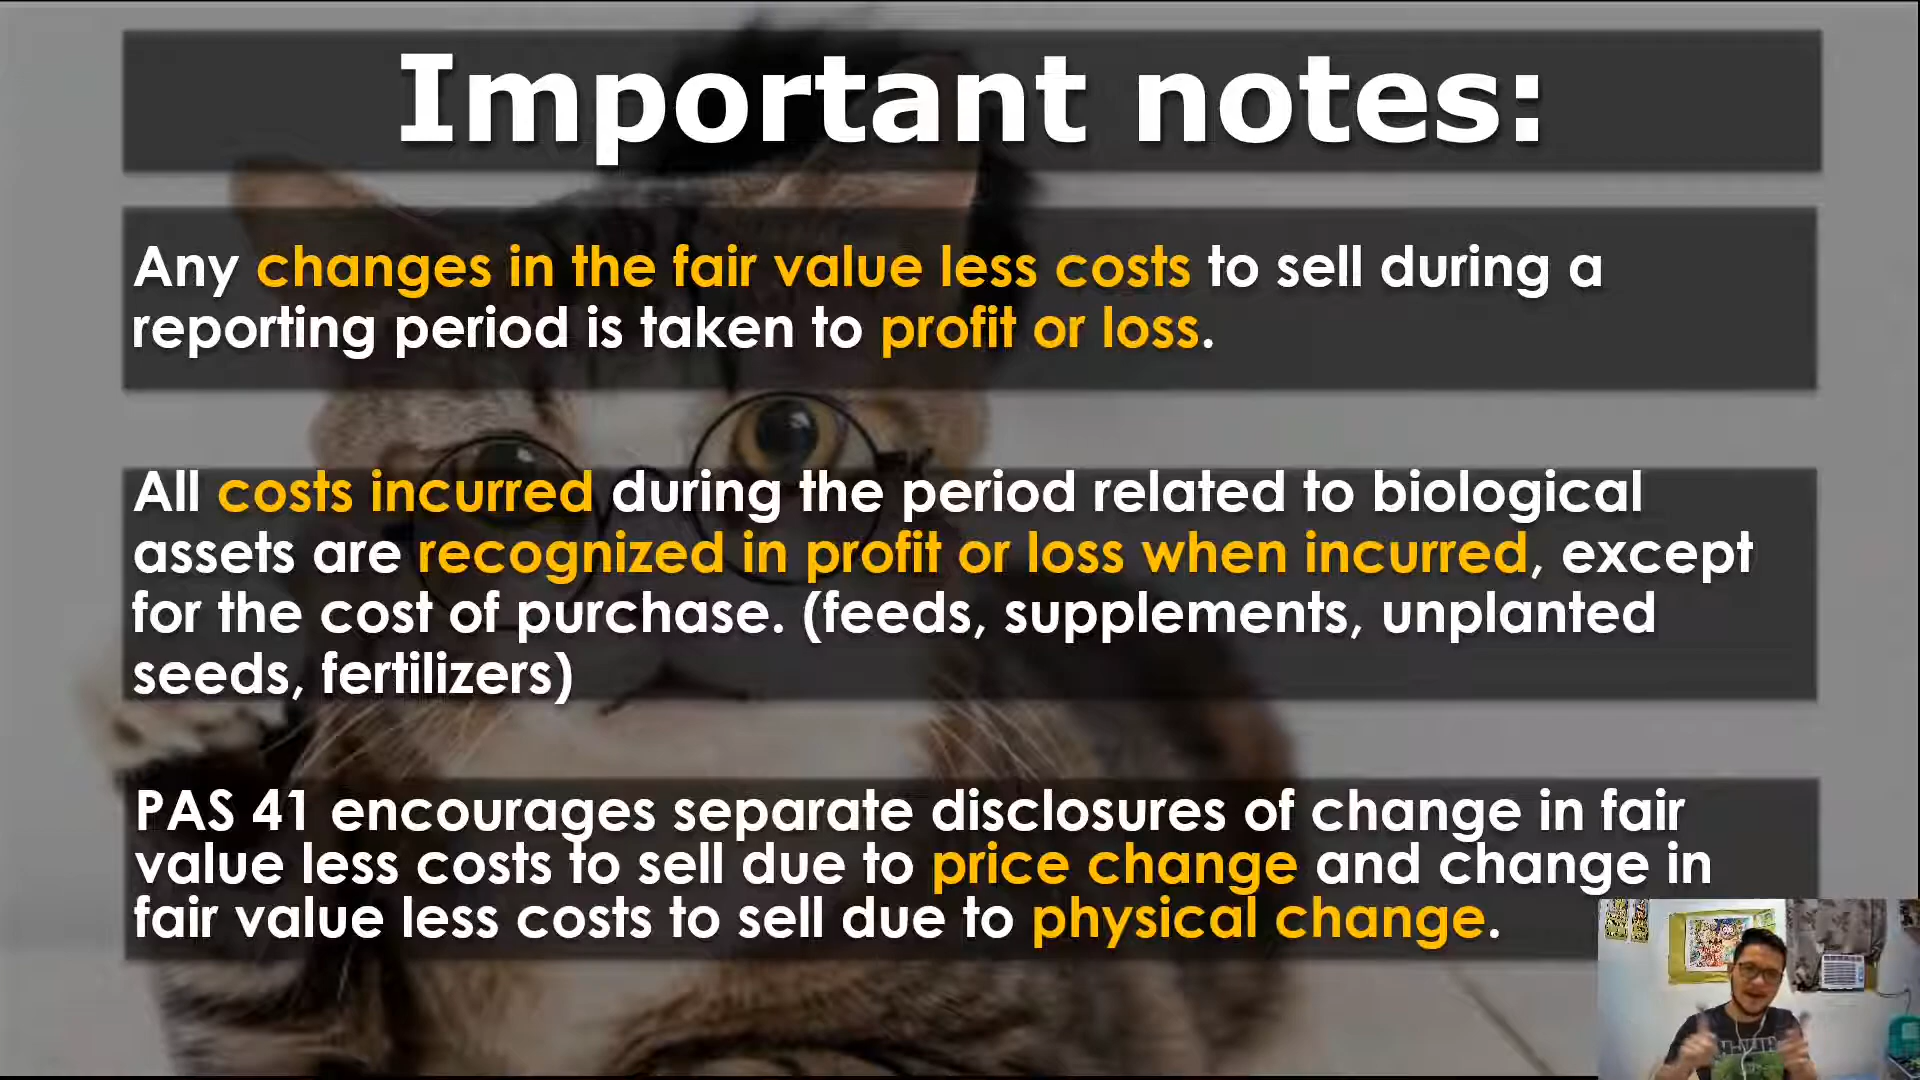 Important notes:
Any changes in the fair value less costs to sell during a
reporting period is taken to profit or loss.
All costs incurred during the period related to biological
assets are recognized in profit or loss when incurred, except
for the cost of purchase. (feeds, supplements, unplanted
seeds, fertilizers)
PAS 41 encourages separate disclosures of change in fair
value less costs to sell due to price change and change in
fair value less costs to sell due to physical change.